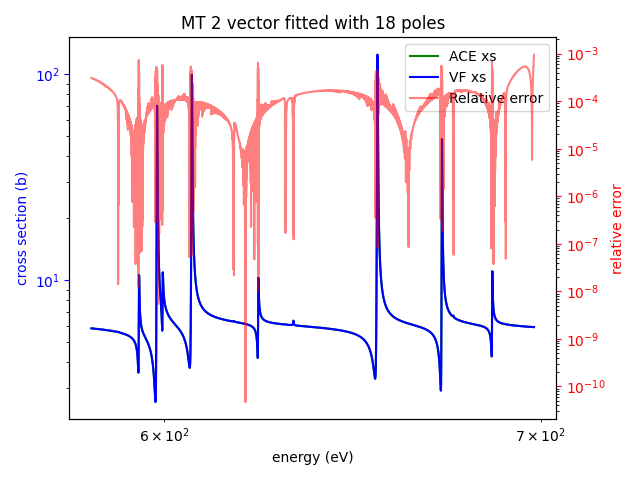 MT 2 vector fitted with 18 poles
ACE xs
VF xs
Relative error
10²
10¹
cross section (b)
10⁻³
10⁻⁴
10⁻⁵
10⁻⁶
10⁻⁷
10⁻⁸
10⁻⁹
10⁻¹⁰
relative error
6 × 10²
7 × 10²
energy (eV)